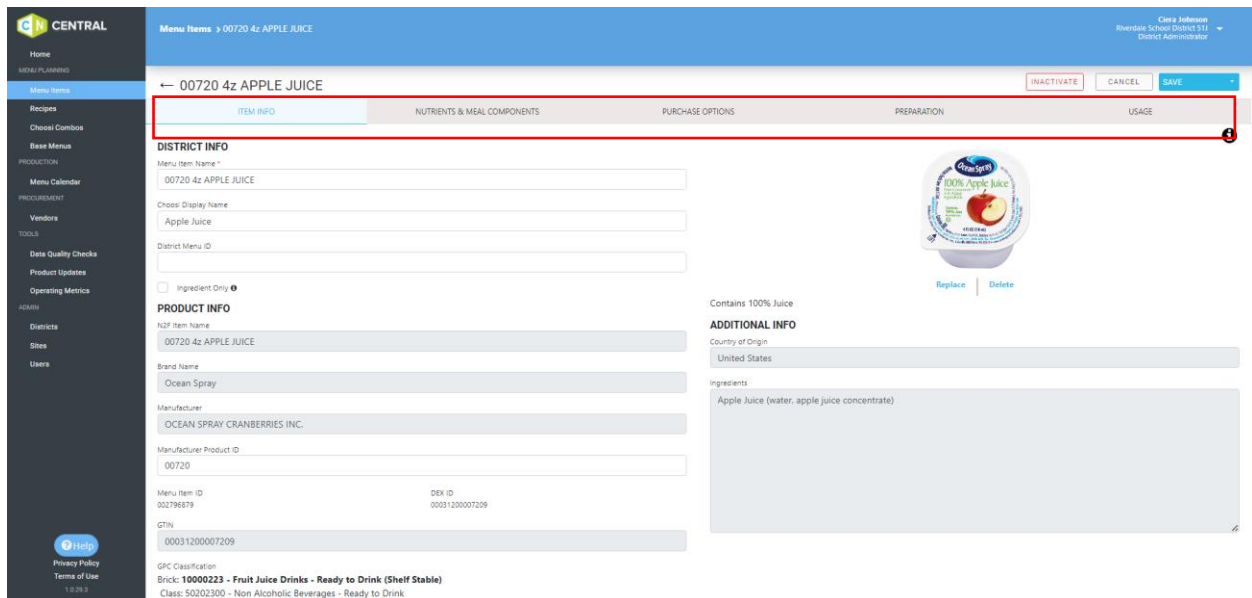 CN CENTRAL
Home
MENU PLANNING
Menu Items
Recipes
Choosi Combos
Base Menus
PRODUCTION
Menu Calendar
PROCUREMENT
Vendors
TOOLS
Data Quality Checks
Product Updates
Operating Metrics
ADMIN
Districts
Sites
Users
Help
Privacy Policy
Terms of Use
1.0.29.3
Menu Items > 00720 4z APPLE JUICE
Ciera Johnson
Riverdale School District 51J
District Administrator
← 00720 4z APPLE JUICE
INACTIVATE CANCEL SAVE
ITEM INFO NUTRIENTS & MEAL COMPONENTS PURCHASE OPTIONS PREPARATION USAGE
DISTRICT INFO
Menu Item Name *
00720 4z APPLE JUICE
Choosi Display Name
Apple Juice
District Menu ID
Ingredient Only
PRODUCT INFO
N2F Item Name
00720 4z APPLE JUICE
Brand Name
Ocean Spray
Manufacturer
OCEAN SPRAY CRANBERRIES INC.
Manufacturer Product ID
00720
Menu Item ID DEX ID
002796879 00031200007209
GTIN
00031200007209
GPC Classification
Brick: 10000223 - Fruit Juice Drinks - Ready to Drink (Shelf Stable)
Class: 50202300 - Non Alcoholic Beverages - Ready to Drink
Ocean Spray
100% Apple Juice
Replace Delete
Contains 100% Juice
ADDITIONAL INFO
Country of Origin
United States
Ingredients
Apple Juice (water, apple juice concentrate)